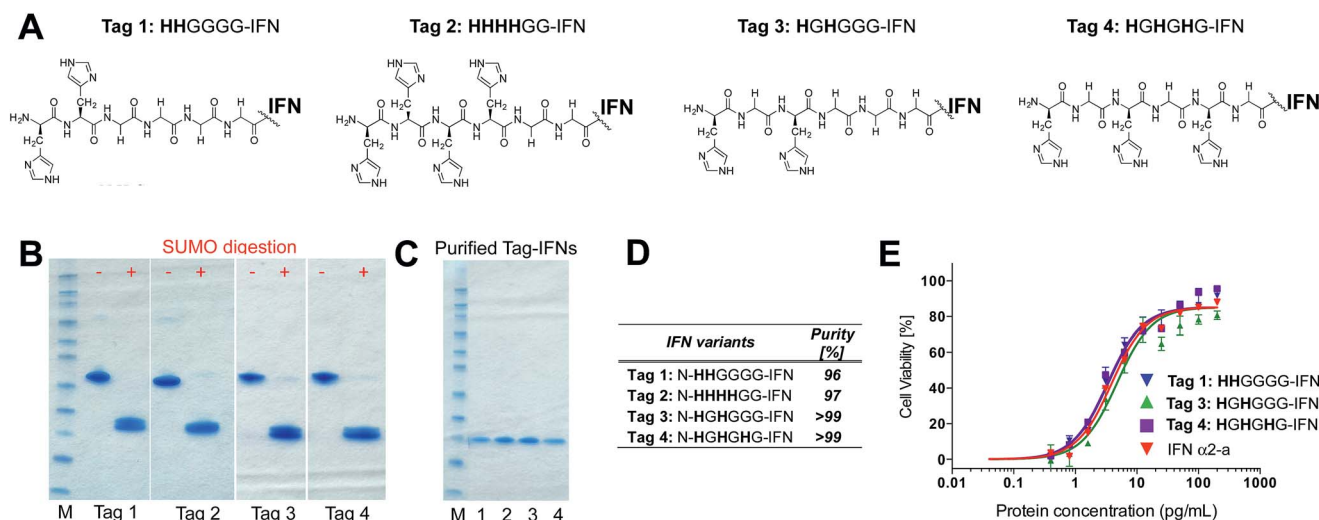 A
Tag 1: HHGGGG-IFN
Tag 2: HHHHGG-IFN
Tag 3: HGHGGG-IFN
Tag 4: HGHGHG-IFN
IFN
IFN
IFN
IFN
B
SUMO digestion
- + - + - + - +
M Tag 1 Tag 2 Tag 3 Tag 4
C
Purified Tag-IFNs
M 1 2 3 4
D
IFN variants Purity [%]
Tag 1: N-HHGGGG-IFN 96
Tag 2: N-HHHHGG-IFN 97
Tag 3: N-HGHGGG-IFN >99
Tag 4: N-HGHGHG-IFN >99
E
Cell Viability [%]
100
80
60
40
20
0
0.01 0.1 1 10 100 1000
Protein concentration (pg/mL)
Tag 1: HHGGGG-IFN
Tag 3: HGHGGG-IFN
Tag 4: HGHGHG-IFN
IFN α2-a